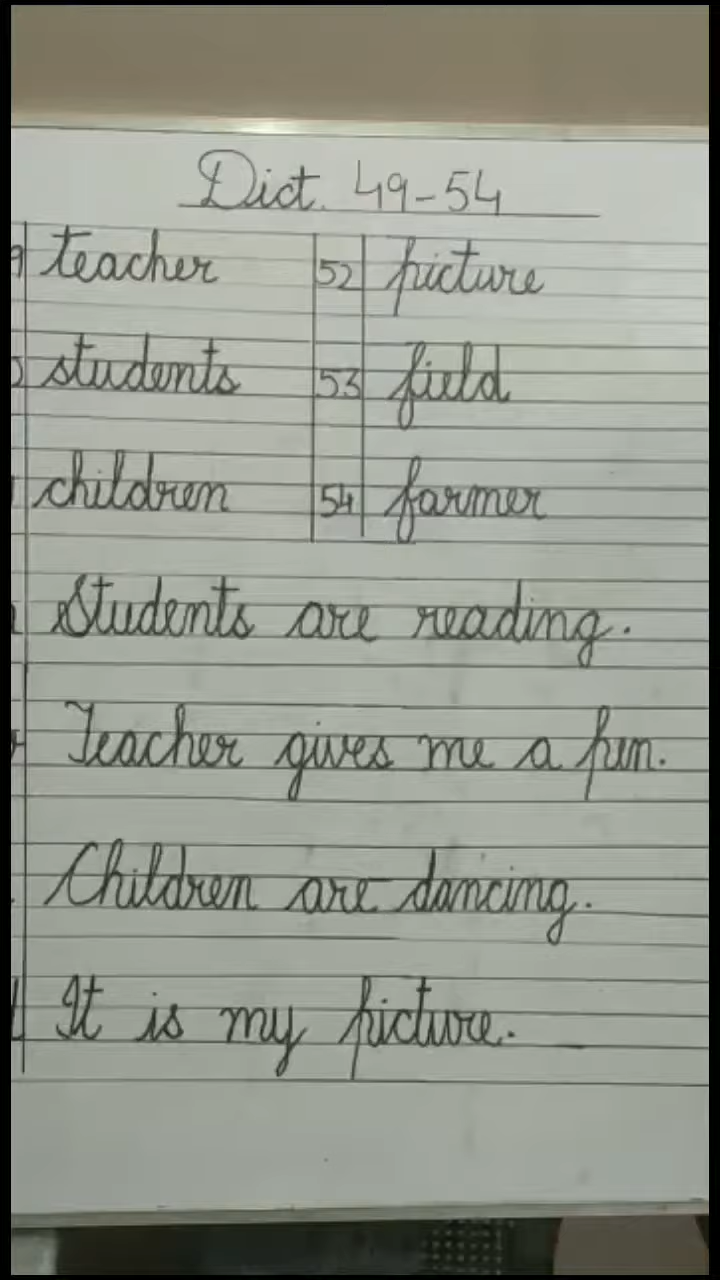 Dict. 49-54
teacher 52 picture
students 53 field
children 54 farmer
Students are reading.
Teacher gives me a pen.
Children are dancing.
It is my picture.